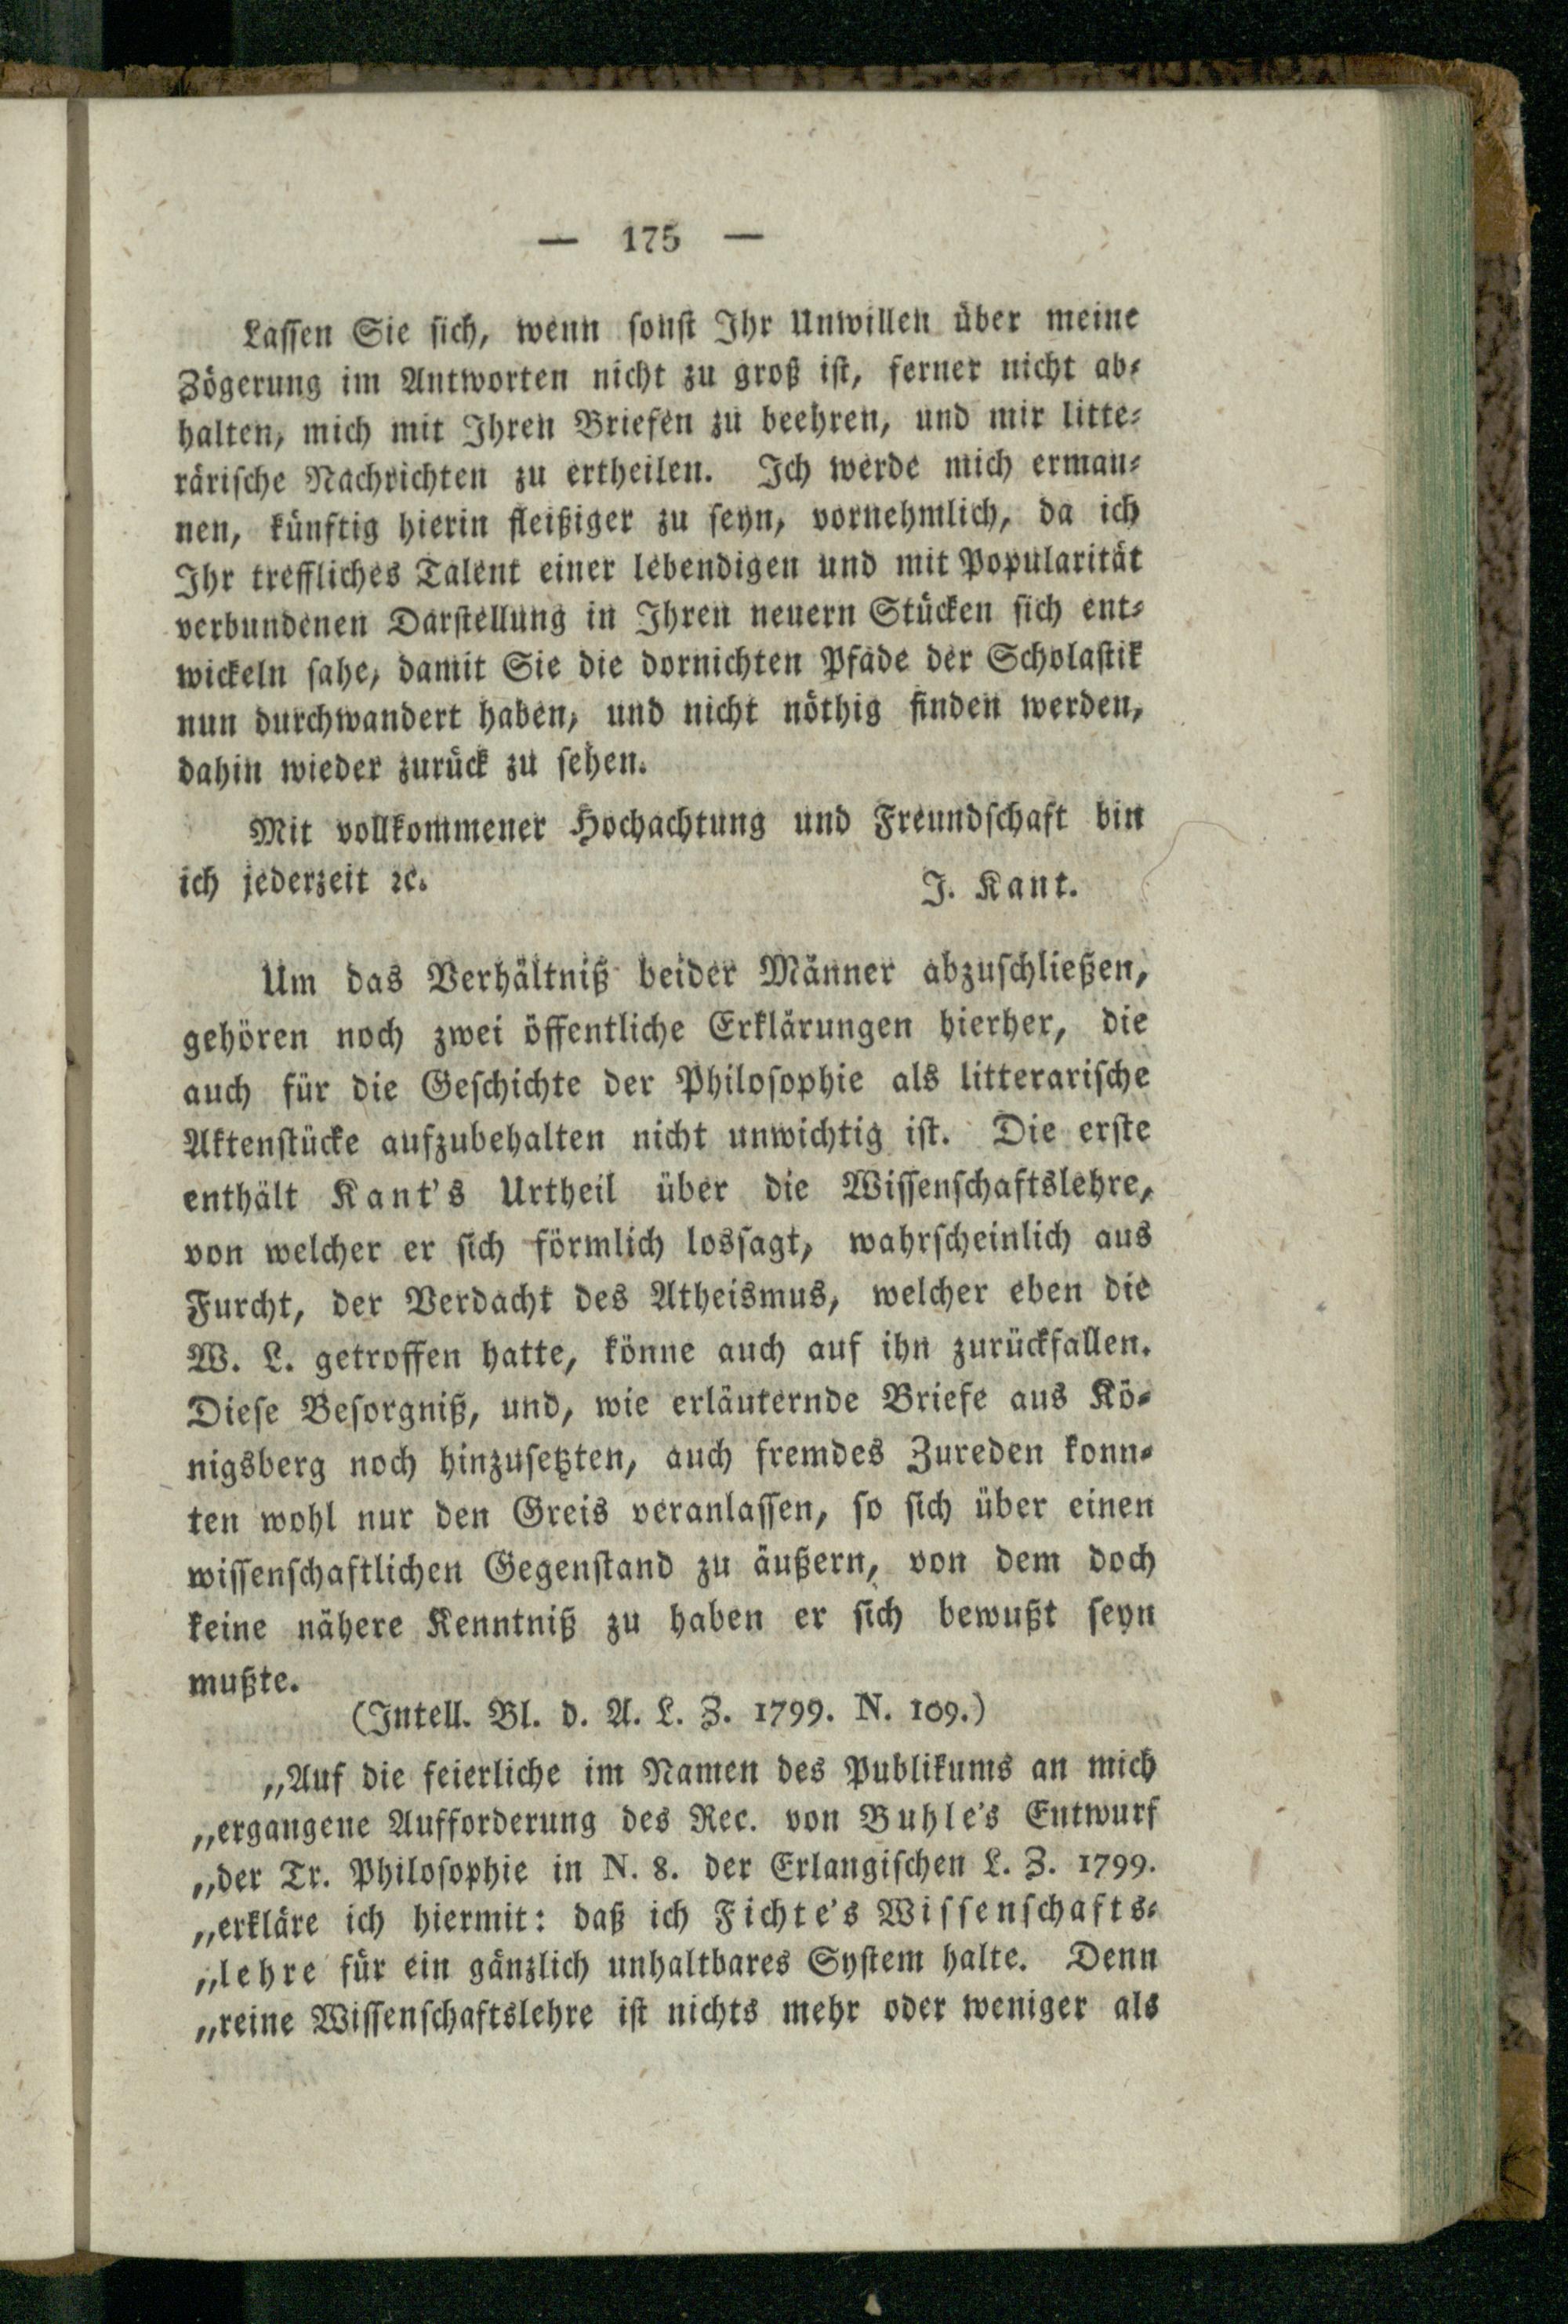 — 175 —
Lassen Sie sich, wenn sonst Ihr Unwillen über meine
Zögerung im Antworten nicht zu groß ist, ferner nicht ab-
halten, mich mit Ihren Briefen zu beehren, und mir litte-
rärische Nachrichten zu ertheilen. Ich werde mich erman-
nen, künftig hierin fleißiger zu seyn, vornehmlich, da ich
Ihr treffliches Talent einer lebendigen und mit Popularität
verbundenen Darstellung in Ihren neuern Stücken sich ent-
wickeln sahe, damit Sie die dornichten Pfade der Scholastik
nun durchwandert haben, und nicht nöthig finden werden,
dahin wieder zurück zu sehen.
Mit vollkommener Hochachtung und Freundschaft bin
ich jederzeit ꝛc.
J. Kant.
Um das Verhältniß beider Männer abzuschließen,
gehören noch zwei öffentliche Erklärungen hierher, die
auch für die Geschichte der Philosophie als litterarische
Aktenstücke aufzubehalten nicht unwichtig ist. Die erste
enthält Kant's Urtheil über die Wissenschaftslehre,
von welcher er sich förmlich lossagt, wahrscheinlich aus
Furcht, der Verdacht des Atheismus, welcher eben die
W. L. getroffen hatte, könne auch auf ihn zurückfallen.
Diese Besorgniß, und, wie erläuternde Briefe aus Kö-
nigsberg noch hinzusetzten, auch fremdes Zureden konn-
ten wohl nur den Greis veranlassen, so sich über einen
wissenschaftlichen Gegenstand zu äußern, von dem doch
keine nähere Kenntniß zu haben er sich bewußt seyn
mußte.
(Intell. Bl. d. A. L. Z. 1799. N. 109.)
„Auf die feierliche im Namen des Publikums an mich
„ergangene Aufforderung des Rec. von Buhle's Entwurf
„der Tr. Philosophie in N. 8. der Erlangischen L. Z. 1799.
„erkläre ich hiermit: daß ich Fichte's Wissenschafts-
„lehre für ein gänzlich unhaltbares System halte. Denn
„reine Wissenschaftslehre ist nichts mehr oder weniger als